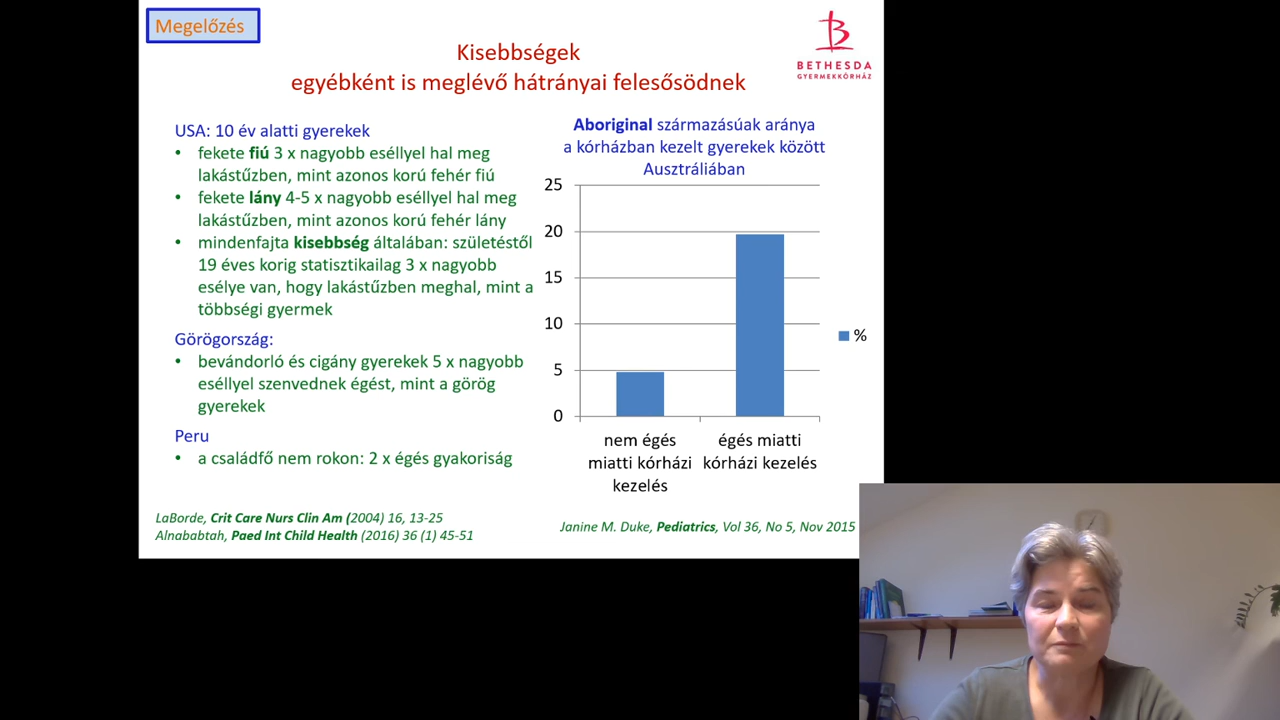 Megelőzés
Kisebbségek
egyébként is meglévő hátrányai felesősödnek
BETHESDA
GYERMEKKÓRHÁZ
USA: 10 év alatti gyerekek
• fekete fiú 3 x nagyobb eséllyel hal meg
lakástűzben, mint azonos korú fehér fiú
• fekete lány 4-5 x nagyobb eséllyel hal meg
lakástűzben, mint azonos korú fehér lány
• mindenfajta kisebbség általában: születéstől
19 éves korig statisztikailag 3 x nagyobb
esélye van, hogy lakástűzben meghal, mint a
többségi gyermek
Görögország:
• bevándorló és cigány gyerekek 5 x nagyobb
eséllyel szenvednek égést, mint a görög
gyerekek
Peru
• a családfő nem rokon: 2 x égés gyakoriság
LaBorde, Crit Care Nurs Clin Am (2004) 16, 13-25
Alnababtah, Paed Int Child Health (2016) 36 (1) 45-51
Aboriginal származásúak aránya
a kórházban kezelt gyerekek között
Ausztráliában
25
20
15
10
5
0
%
nem égés
miatti kórházi
kezelés
égés miatti
kórházi kezelés
Janine M. Duke, Pediatrics, Vol 36, No 5, Nov 2015